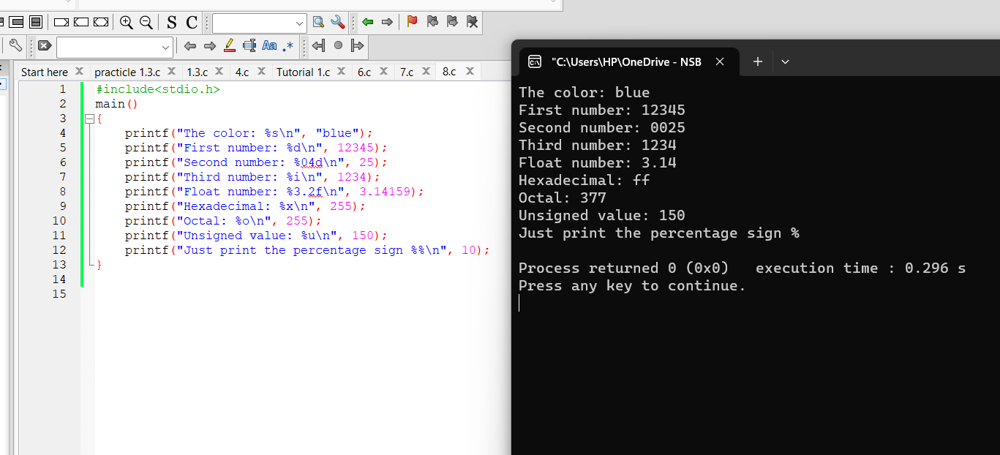 S C
Aa .*
Start here X practicle 1.3.c X 1.3.c X 4.c X Tutorial 1.c X 6.c X 7.c X 8.c X
1 #include<stdio.h>
2 main()
3 {
4 printf("The color: %s\n", "blue");
5 printf("First number: %d\n", 12345);
6 printf("Second number: %04d\n", 25);
7 printf("Third number: %i\n", 1234);
8 printf("Float number: %3.2f\n", 3.14159);
9 printf("Hexadecimal: %x\n", 255);
10 printf("Octal: %o\n", 255);
11 printf("Unsigned value: %u\n", 150);
12 printf("Just print the percentage sign %%\n", 10);
13 }
14
15
"C:\Users\HP\OneDrive - NSB
The color: blue
First number: 12345
Second number: 0025
Third number: 1234
Float number: 3.14
Hexadecimal: ff
Octal: 377
Unsigned value: 150
Just print the percentage sign %
Process returned 0 (0x0)   execution time : 0.296 s
Press any key to continue.